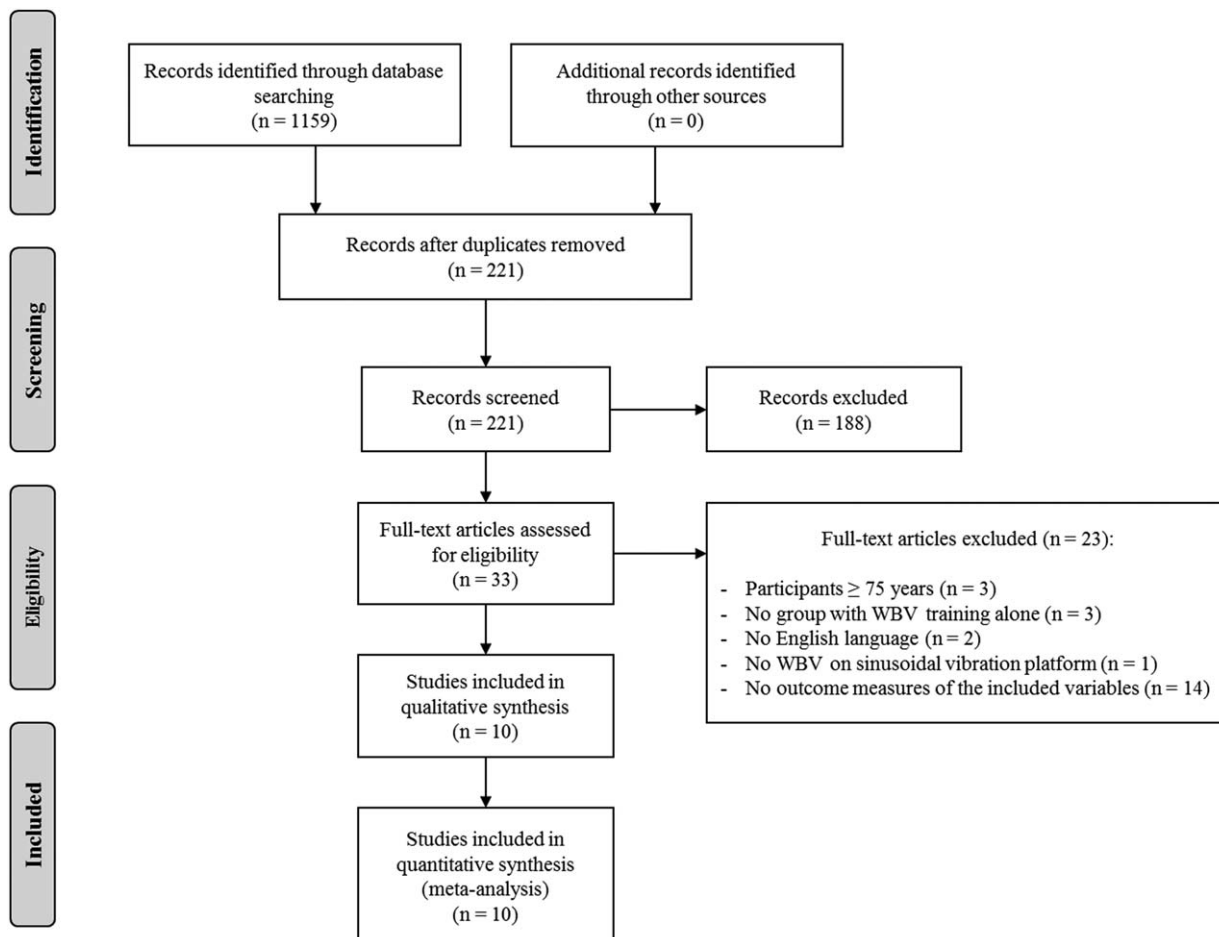 Identification
Records identified through database
searching
(n = 1159)
Additional records identified
through other sources
(n = 0)
Records after duplicates removed
(n = 221)
Screening
Records screened
(n = 221)
Records excluded
(n = 188)
Eligibility
Full-text articles assessed
for eligibility
(n = 33)
Full-text articles excluded (n = 23):
- Participants ≥ 75 years (n = 3)
- No group with WBV training alone (n = 3)
- No English language (n = 2)
- No WBV on sinusoidal vibration platform (n = 1)
- No outcome measures of the included variables (n = 14)
Studies included in
qualitative synthesis
(n = 10)
Included
Studies included in
quantitative synthesis
(meta-analysis)
(n = 10)